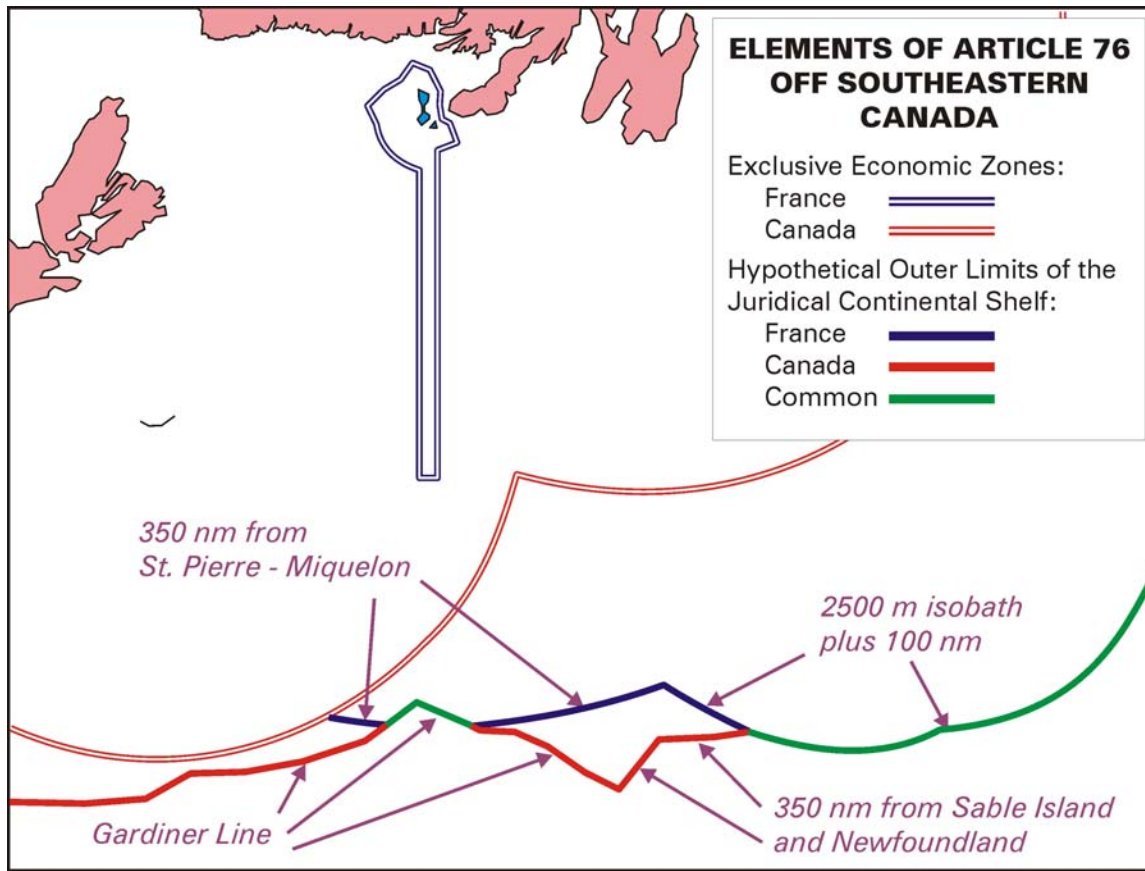 ELEMENTS OF ARTICLE 76
OFF SOUTHEASTERN
CANADA
Exclusive Economic Zones:
France
Canada
Hypothetical Outer Limits of the
Juridical Continental Shelf:
France
Canada
Common
350 nm from
St. Pierre - Miquelon
2500 m isobath
plus 100 nm
Gardiner Line
350 nm from Sable Island
and Newfoundland